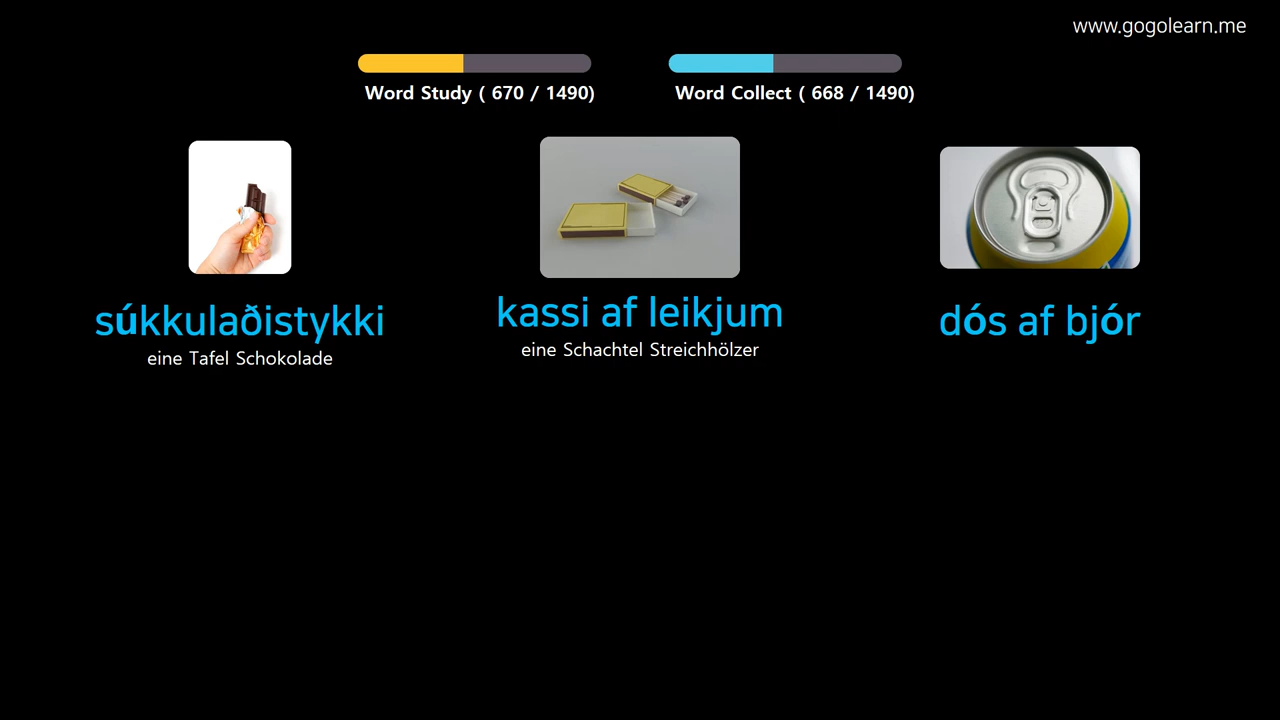 www.gogolearn.me
Word Study ( 670 / 1490)
Word Collect ( 668 / 1490)
súkkulaðistykki
eine Tafel Schokolade
kassi af leikjum
eine Schachtel Streichhölzer
dós af bjór